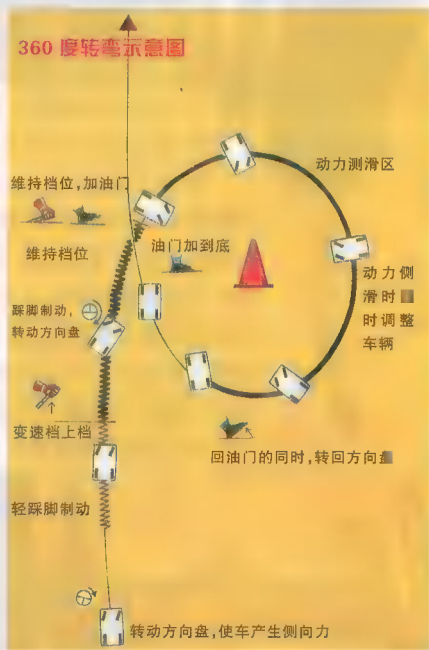 360 度转弯示意图
动力测滑区
维持档位,加油门
油门加到底
维持档位
动力侧
滑时
时调整
车辆
踩脚制动,
转动方向盘
变速档上档
回油门的同时,转回方向
轻踩脚制动
转动方向盘,使车产生侧向力